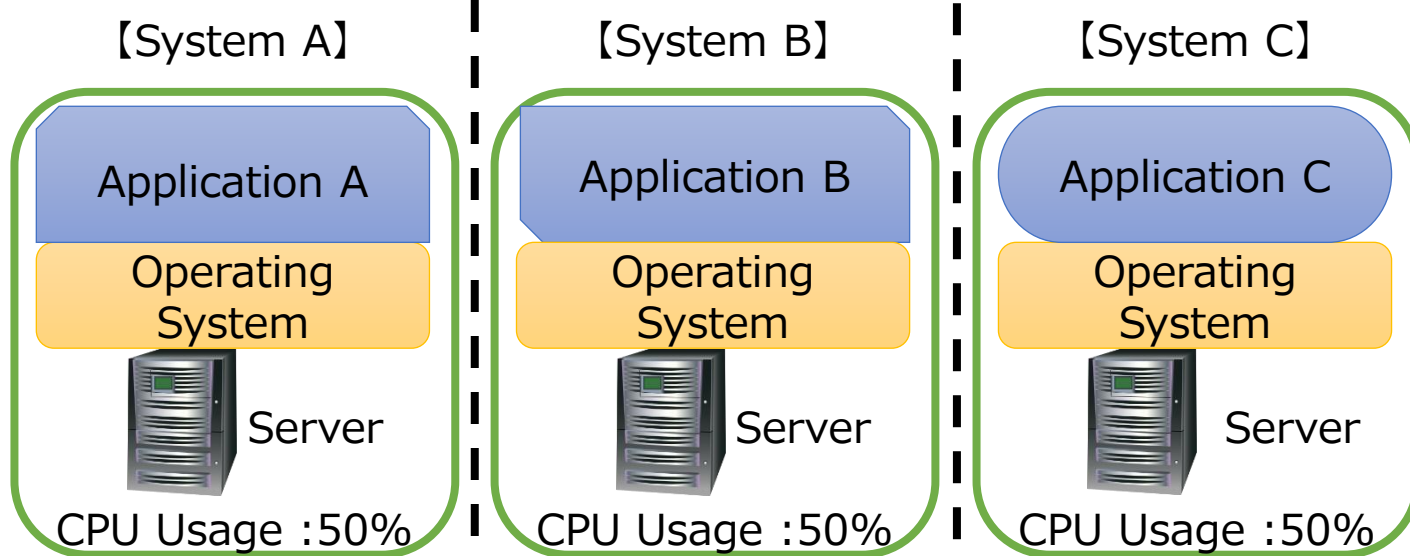 【System A】
Application A
Operating
System
Server
CPU Usage :50%
【System B】
Application B
Operating
System
Server
CPU Usage :50%
【System C】
Application C
Operating
System
Server
CPU Usage :50%